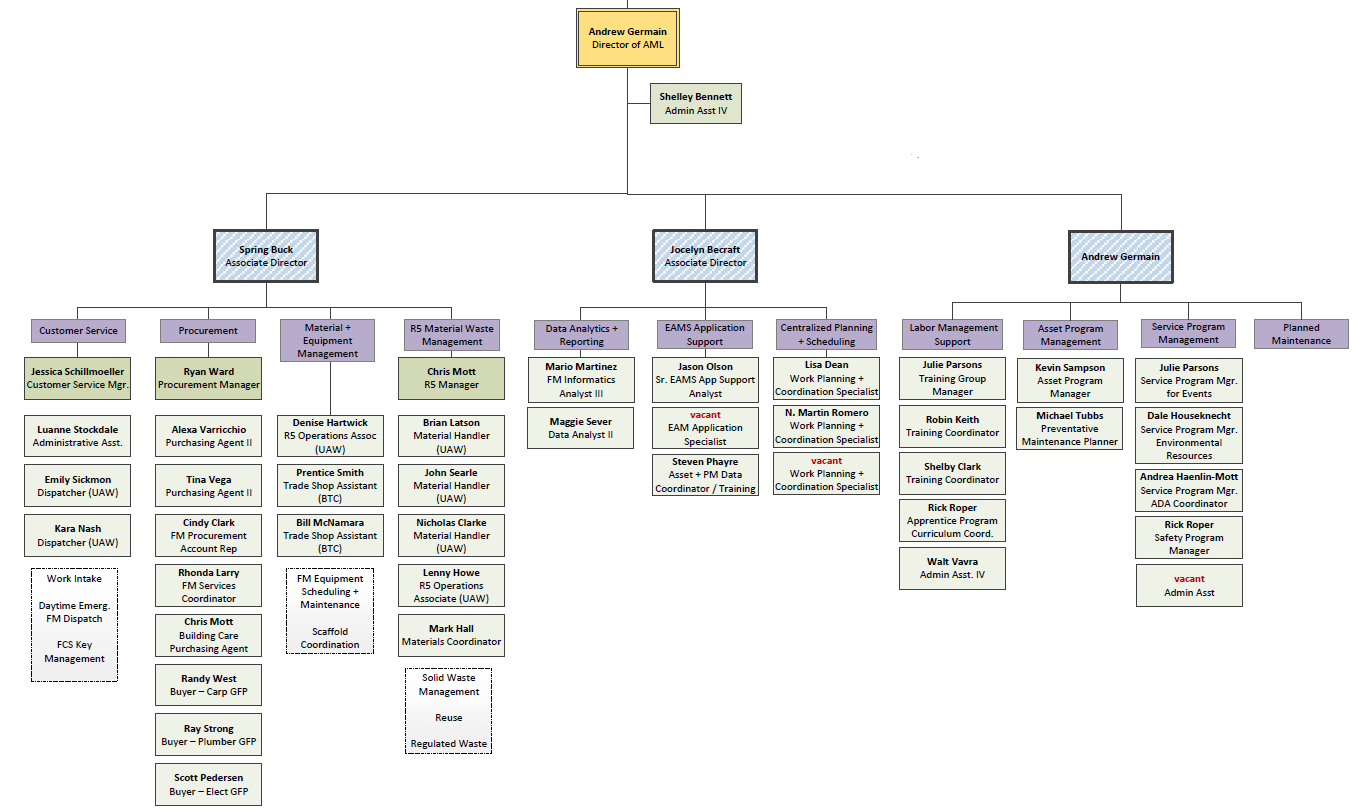 Andrew Germain
Director of AML
Shelley Bennett
Admin Asst IV
Spring Buck
Associate Director
Jocelyn Becraft
Associate Director
Andrew Germain
Customer Service
Jessica Schillmoeller
Customer Service Mgr.
Luanne Stockdale
Administrative Asst.
Emily Sickmon
Dispatcher (UAW)
Kara Nash
Dispatcher (UAW)
Work Intake
Daytime Emerg.
FM Dispatch
FCS Key
Management
Procurement
Ryan Ward
Procurement Manager
Alexa Varricchio
Purchasing Agent II
Tina Vega
Purchasing Agent II
Cindy Clark
FM Procurement
Account Rep
Rhonda Larry
FM Services
Coordinator
Chris Mott
Building Care
Purchasing Agent
Randy West
Buyer – Carp GFP
Ray Strong
Buyer – Plumber GFP
Scott Pedersen
Buyer – Elect GFP
Material +
Equipment
Management
Denise Hartwick
R5 Operations Assoc
(UAW)
Prentice Smith
Trade Shop Assistant
(BTC)
Bill McNamara
Trade Shop Assistant
(BTC)
FM Equipment
Scheduling +
Maintenance
Scaffold
Coordination
R5 Material Waste
Management
Chris Mott
R5 Manager
Brian Latson
Material Handler
(UAW)
John Searle
Material Handler
(UAW)
Nicholas Clarke
Material Handler
(UAW)
Lenny Howe
R5 Operations
Associate (UAW)
Mark Hall
Materials Coordinator
Solid Waste
Management
Reuse
Regulated Waste
Data Analytics +
Reporting
Mario Martinez
FM Informatics
Analyst III
Maggie Sever
Data Analyst II
EAMS Application
Support
Jason Olson
Sr. EAMS App Support
Analyst
vacant
EAM Application
Specialist
Steven Phayre
Asset + PM Data
Coordinator / Training
Centralized Planning
+ Scheduling
Lisa Dean
Work Planning +
Coordination Specialist
N. Martin Romero
Work Planning +
Coordination Specialist
vacant
Work Planning +
Coordination Specialist
Labor Management
Support
Julie Parsons
Training Group
Manager
Robin Keith
Training Coordinator
Shelby Clark
Training Coordinator
Rick Roper
Apprentice Program
Curriculum Coord.
Walt Vavra
Admin Asst. IV
Asset Program
Management
Kevin Sampson
Asset Program
Manager
Michael Tubbs
Preventative
Maintenance Planner
Service Program
Management
Julie Parsons
Service Program Mgr.
for Events
Dale Houseknecht
Service Program Mgr.
Environmental
Resources
Andrea Haenlin-Mott
Service Program Mgr.
ADA Coordinator
Rick Roper
Safety Program
Manager
vacant
Admin Asst
Planned
Maintenance